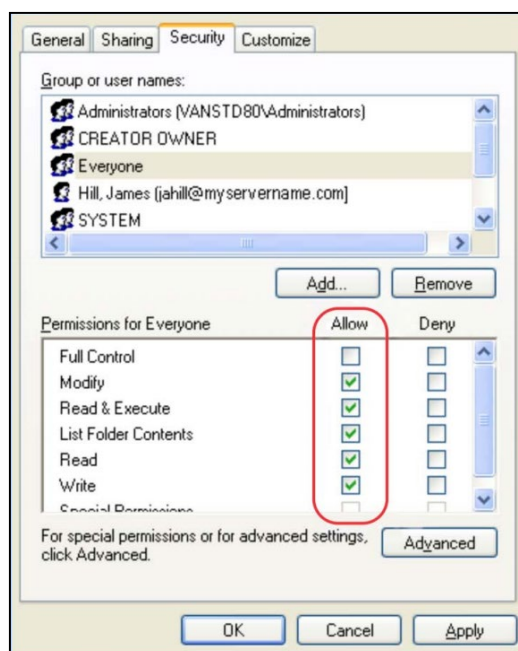 General Sharing Security Customize
Group or user names:
Administrators (VANSTD80\Administrators)
CREATOR OWNER
Everyone
Hill, James (jahill@myservername.com]
SYSTEM
Add... Remove
Permissions for Everyone Allow Deny
Full Control
Modify
Read & Execute
List Folder Contents
Read
Write
Special Permissions
For special permissions or for advanced settings, Advanced
click Advanced.
OK Cancel Apply